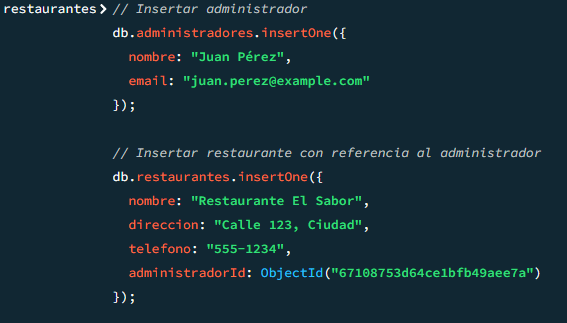 restaurantes> // Insertar administrador
db.administradores.insertOne({
nombre: "Juan Pérez",
email: "juan.perez@example.com"
});
// Insertar restaurante con referencia al administrador
db.restaurantes.insertOne({
nombre: "Restaurante El Sabor",
direccion: "Calle 123, Ciudad",
telefono: "555-1234",
administradorId: ObjectId("67108753d64ce1bfb49aee7a")
});